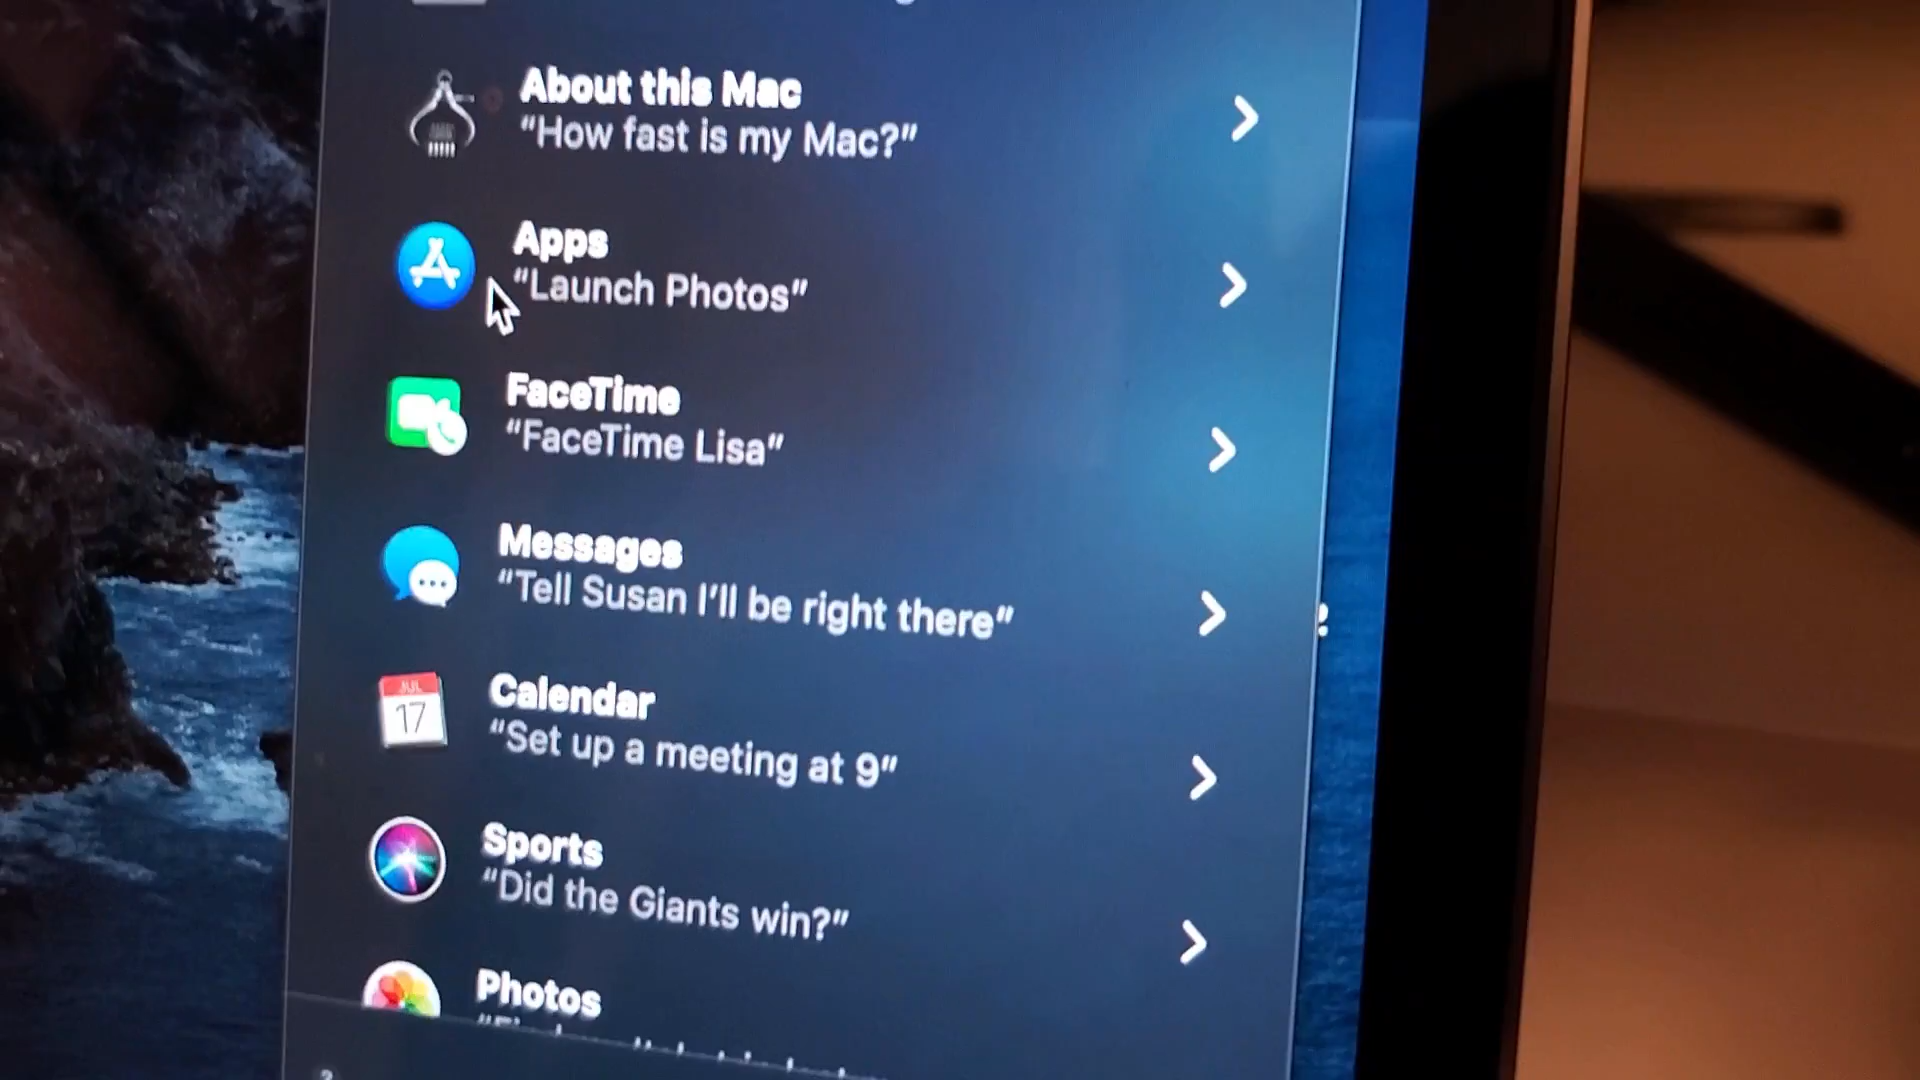 About this Mac
“How fast is my Mac?”
Apps
“Launch Photos”
FaceTime
“FaceTime Lisa”
Messages
“Tell Susan I’ll be right there”
JUL
17
Calendar
“Set up a meeting at 9”
Sports
“Did the Giants win?”
Photos
?